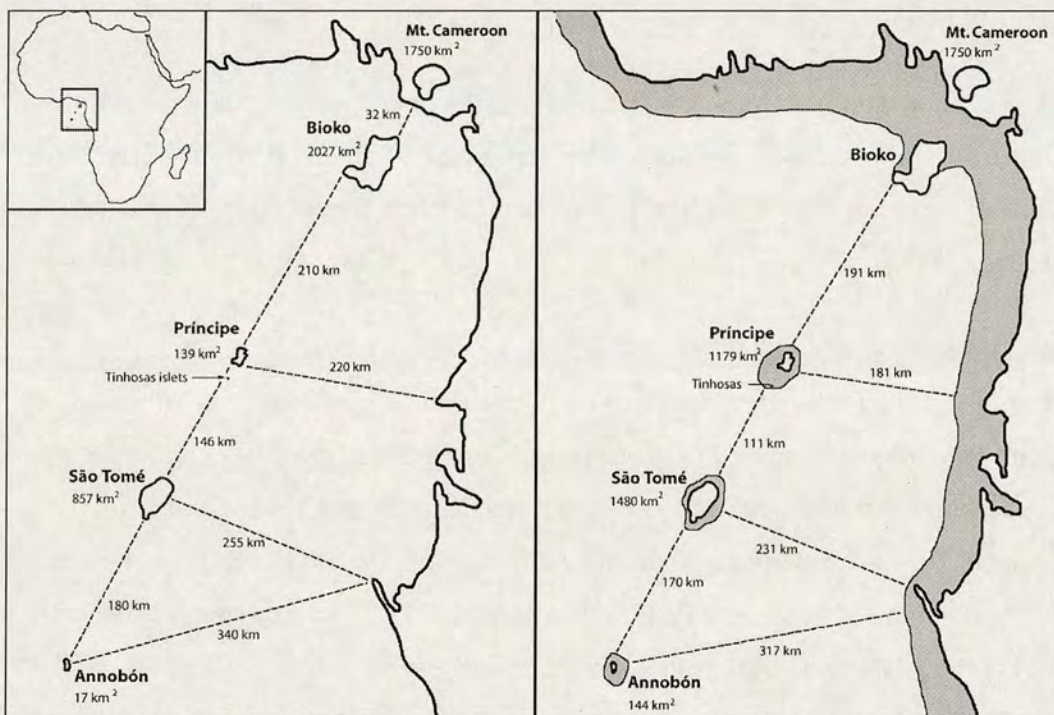 Mt. Cameroon
1750 km²
32 km
Bioko
2027 km²
210 km
Príncipe
139 km²
Tinhosas islets
220 km
146 km
São Tomé
857 km²
255 km
180 km
340 km
Annobón
17 km²
Mt. Cameroon
1750 km²
Bioko
191 km
Príncipe
1179 km²
Tinhosas
181 km
111 km
São Tomé
1480 km²
231 km
170 km
317 km
Annobón
144 km²